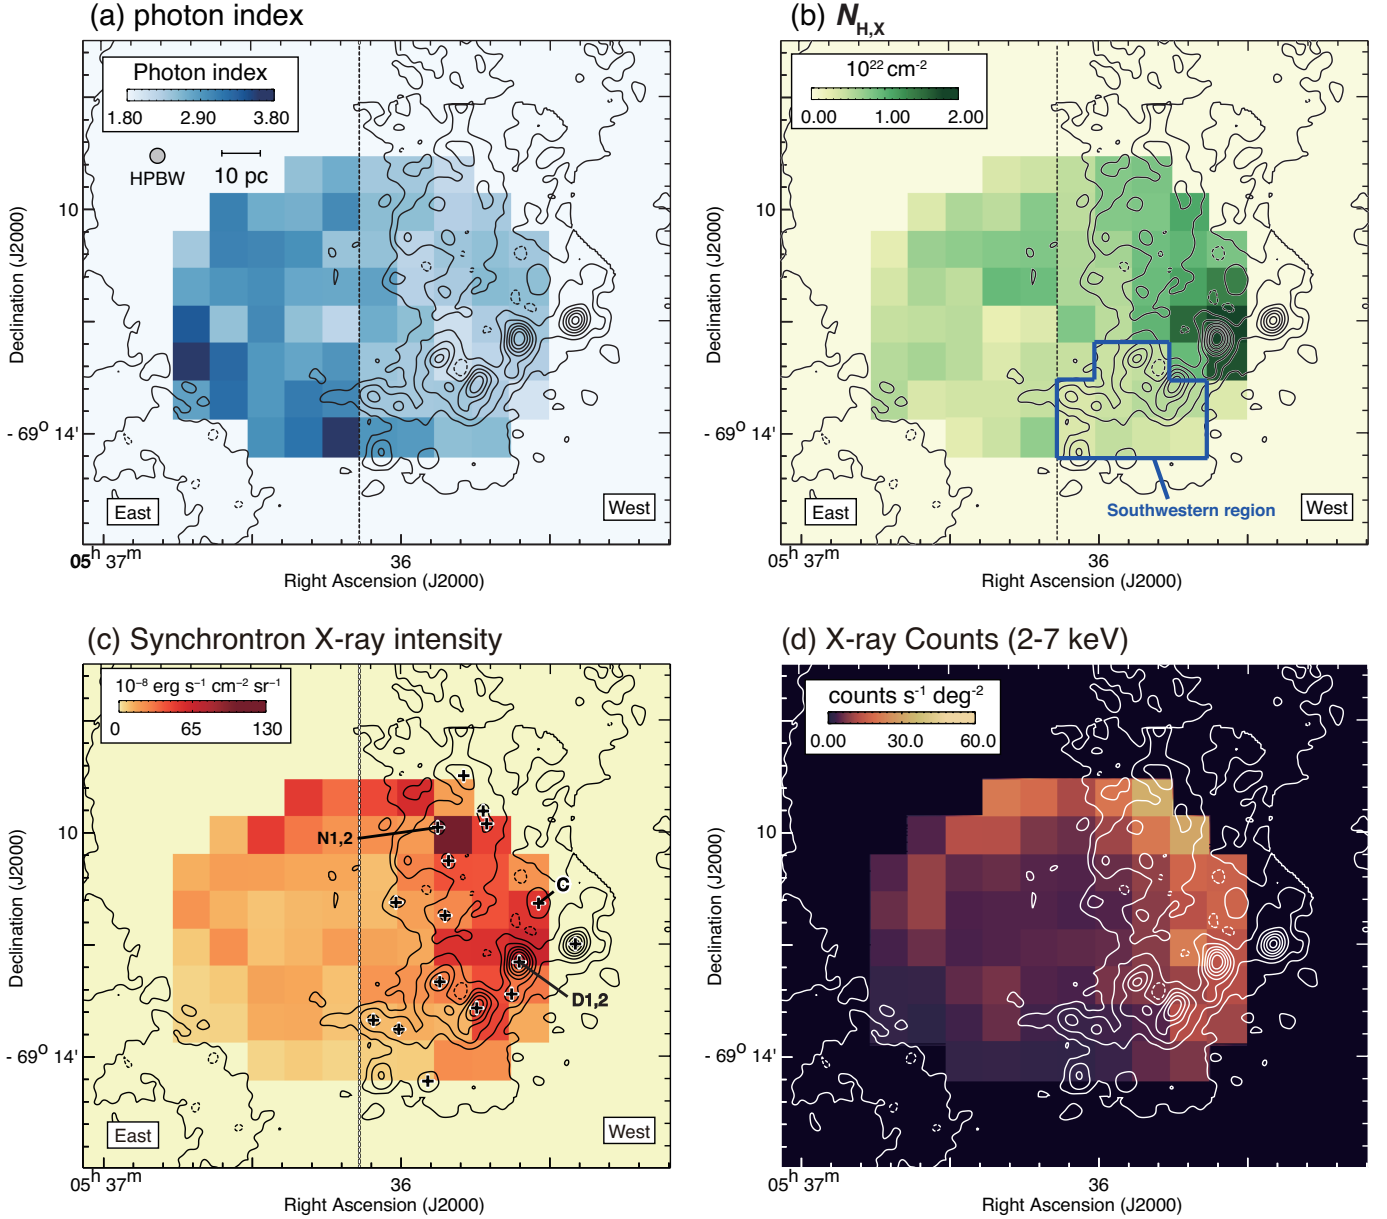 (a) photon index
Photon index
1.80 2.90 3.80
HPBW
10 pc
10
- 69° 14'
Declination (J2000)
East
West
05h 37m
36
Right Ascension (J2000)
(b) NH,X
10²² cm⁻²
0.00 1.00 2.00
10
- 69° 14'
Declination (J2000)
Southwestern region
East
West
05h 37m
36
Right Ascension (J2000)
(c) Synchrontron X-ray intensity
10⁻⁸ erg s⁻¹ cm⁻² sr⁻¹
0 65 130
N1,2
C
D1,2
10
- 69° 14'
Declination (J2000)
East
West
05h 37m
36
Right Ascension (J2000)
(d) X-ray Counts (2-7 keV)
counts s⁻¹ deg⁻²
0.00 30.0 60.0
10
- 69° 14'
Declination (J2000)
05h 37m
36
Right Ascension (J2000)